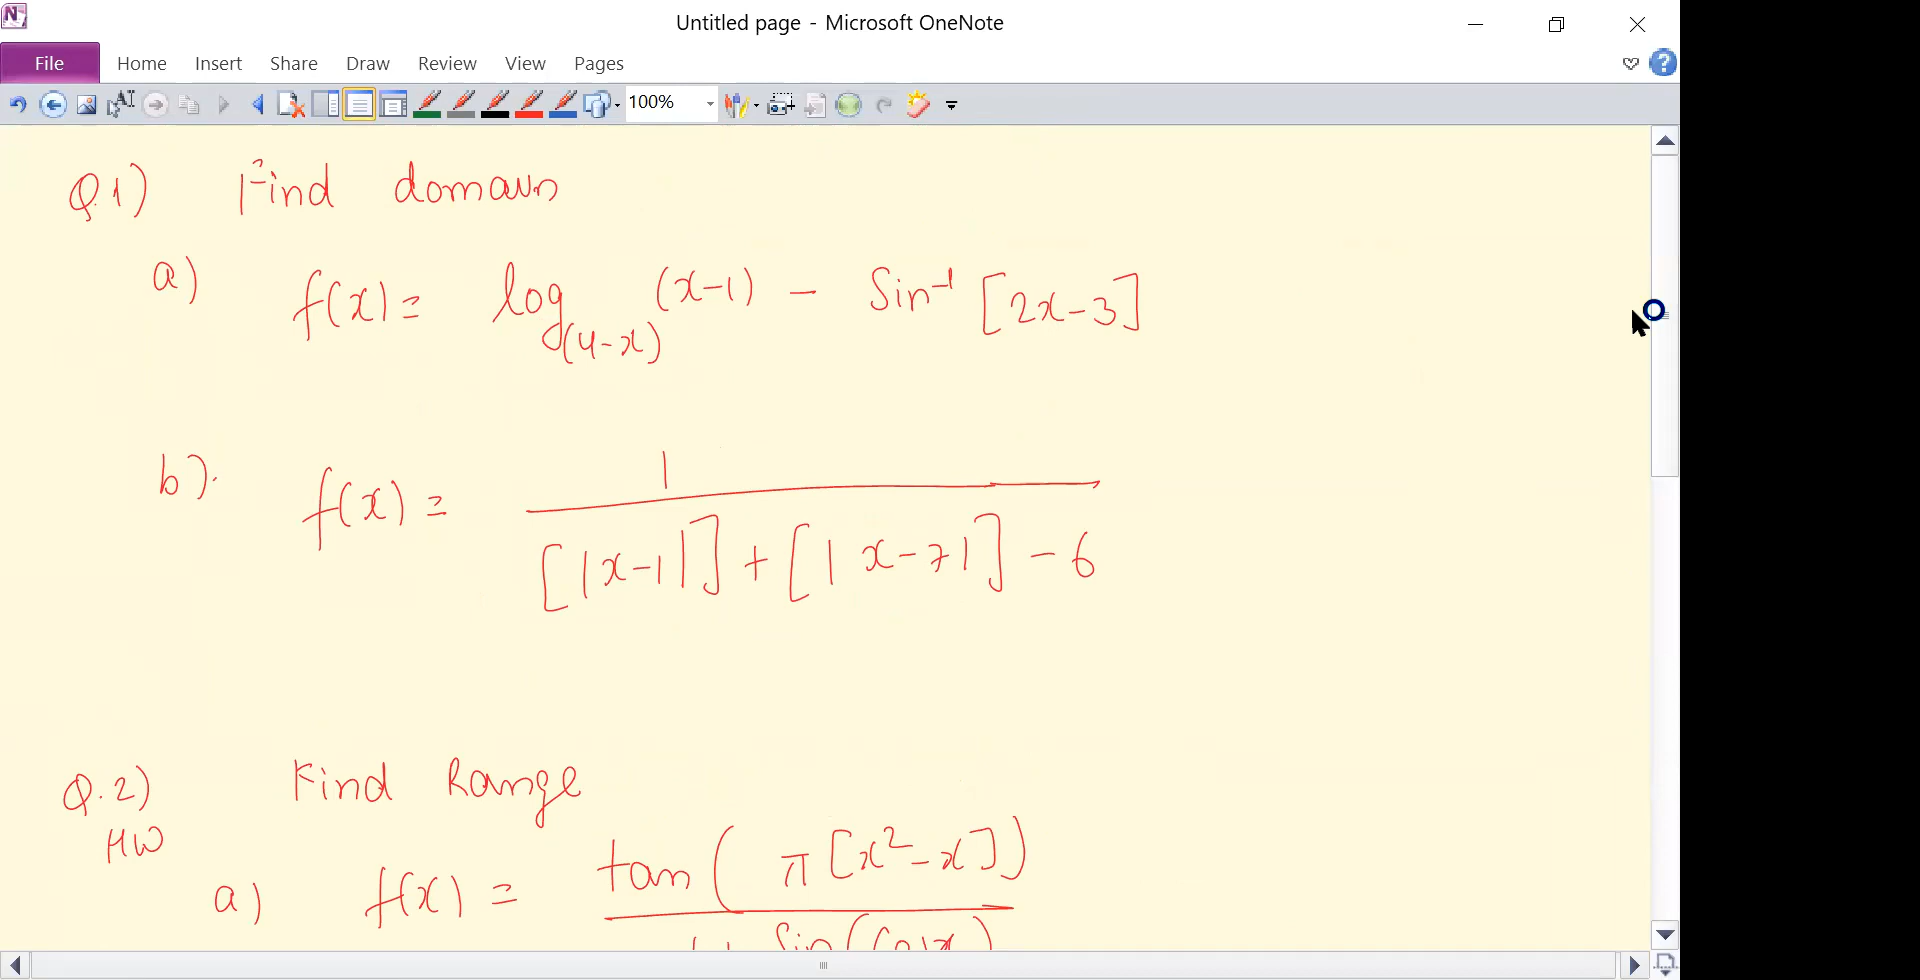 Untitled page - Microsoft OneNote
File Home Insert Share Draw Review View Pages
100%
Q.1) Find domain
a) f(x) = log(4-x) (x-1) - Sin⁻¹ [2x-3]
b). f(x) = 1
[|x-1|] + [|x-7|] - 6
Q.2) Find Range
HW
a) f(x) = tan( π[x²-x])
Sin(